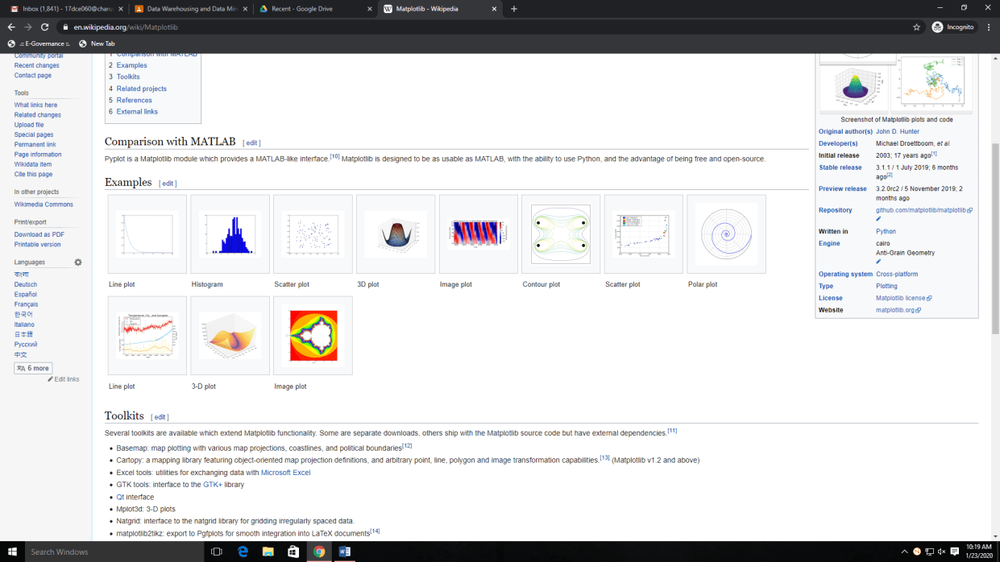 Inbox (1,841) - 17dce060@charu
Data Warehousing and Data Min
Recent - Google Drive
Matplotlib - Wikipedia
en.wikipedia.org/wiki/Matplotlib
Incognito
.:: E-Governance ::.
New Tab
Community portal
Recent changes
Contact page
Tools
What links here
Related changes
Upload file
Special pages
Permanent link
Page information
Wikidata item
Cite this page
In other projects
Wikimedia Commons
Print/export
Download as PDF
Printable version
Languages
বাংলা
Deutsch
Español
Français
한국어
Italiano
日本語
Русский
中文
6 more
Edit links
1 Comparison with MATLAB
2 Examples
3 Toolkits
4 Related projects
5 References
6 External links
Comparison with MATLAB [ edit ]
Pyplot is a Matplotlib module which provides a MATLAB-like interface.[10] Matplotlib is designed to be as usable as MATLAB, with the ability to use Python, and the advantage of being free and open-source.
Examples [ edit ]
Line plot
Histogram
Scatter plot
3D plot
Image plot
Contour plot
Scatter plot
Polar plot
Temperature, CO₂, and Sunspots
Line plot
3-D plot
Image plot
Toolkits [ edit ]
Several toolkits are available which extend Matplotlib functionality. Some are separate downloads, others ship with the Matplotlib source code but have external dependencies.[11]
• Basemap: map plotting with various map projections, coastlines, and political boundaries[12]
• Cartopy: a mapping library featuring object-oriented map projection definitions, and arbitrary point, line, polygon and image transformation capabilities.[13] (Matplotlib v1.2 and above)
• Excel tools: utilities for exchanging data with Microsoft Excel
• GTK tools: interface to the GTK+ library
• Qt interface
• Mplot3d: 3-D plots
• Natgrid: interface to the natgrid library for gridding irregularly spaced data.
• matplotlib2tikz: export to Pgfplots for smooth integration into LaTeX documents[14]
Screenshot of Matplotlib plots and code
Original author(s) John D. Hunter
Developer(s) Michael Droettboom, et al.
Initial release 2003; 17 years ago[1]
Stable release 3.1.1 / 1 July 2019; 6 months
ago[2]
Preview release 3.2.0rc2 / 5 November 2019; 2
months ago
Repository github.com/matplotlib/matplotlib
Written in Python
Engine cairo
Anti-Grain Geometry
Operating system Cross-platform
Type Plotting
License Matplotlib license
Website matplotlib.org
Search Windows
10:19 AM
1/23/2020